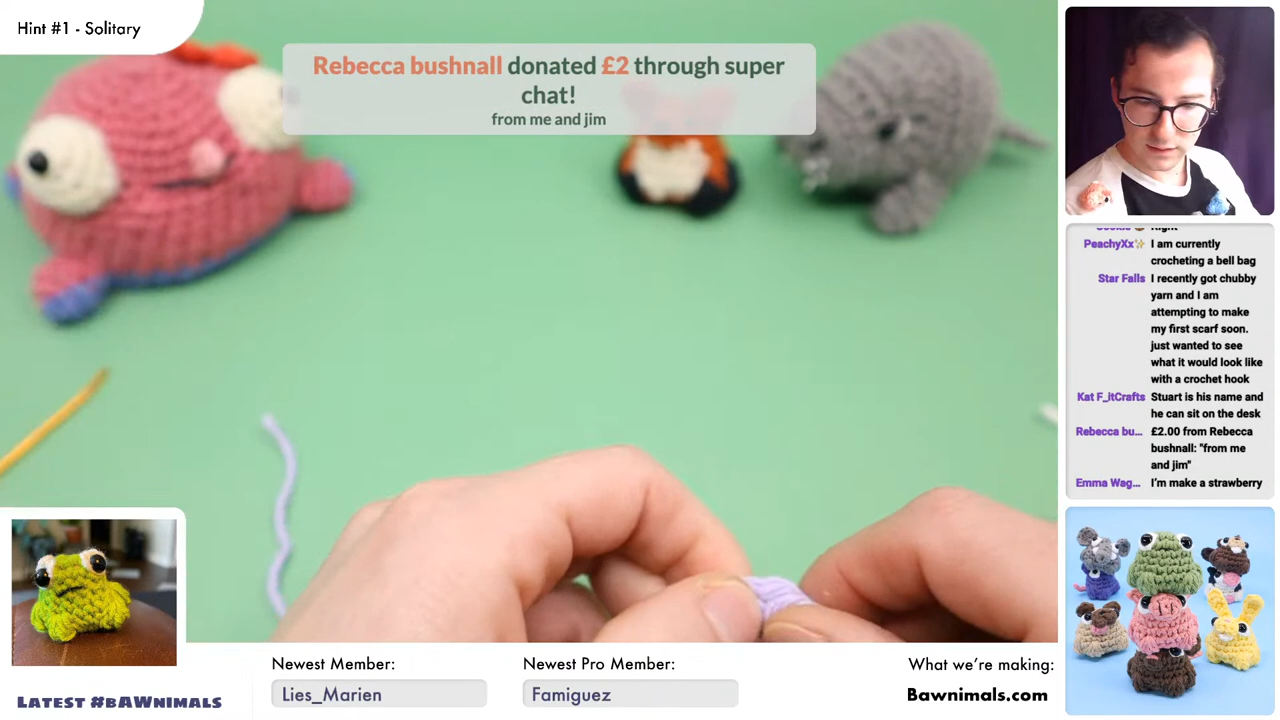 Hint #1 - Solitary
Rebecca bushnall donated £2 through super
chat!
from me and jim
Right
PeachyXx✨ I am currently
crocheting a bell bag
Star Falls I recently got chubby
yarn and I am
attempting to make
my first scarf soon.
just wanted to see
what it would look like
with a crochet hook
Kat F_itCrafts Stuart is his name and
he can sit on the desk
Rebecca bu... £2.00 from Rebecca
bushnall: "from me
and jim"
Emma Wag... I'm make a strawberry
Latest #bAWnimals
Newest Member:
Lies_Marien
Newest Pro Member:
Famiguez
What we're making:
Bawnimals.com